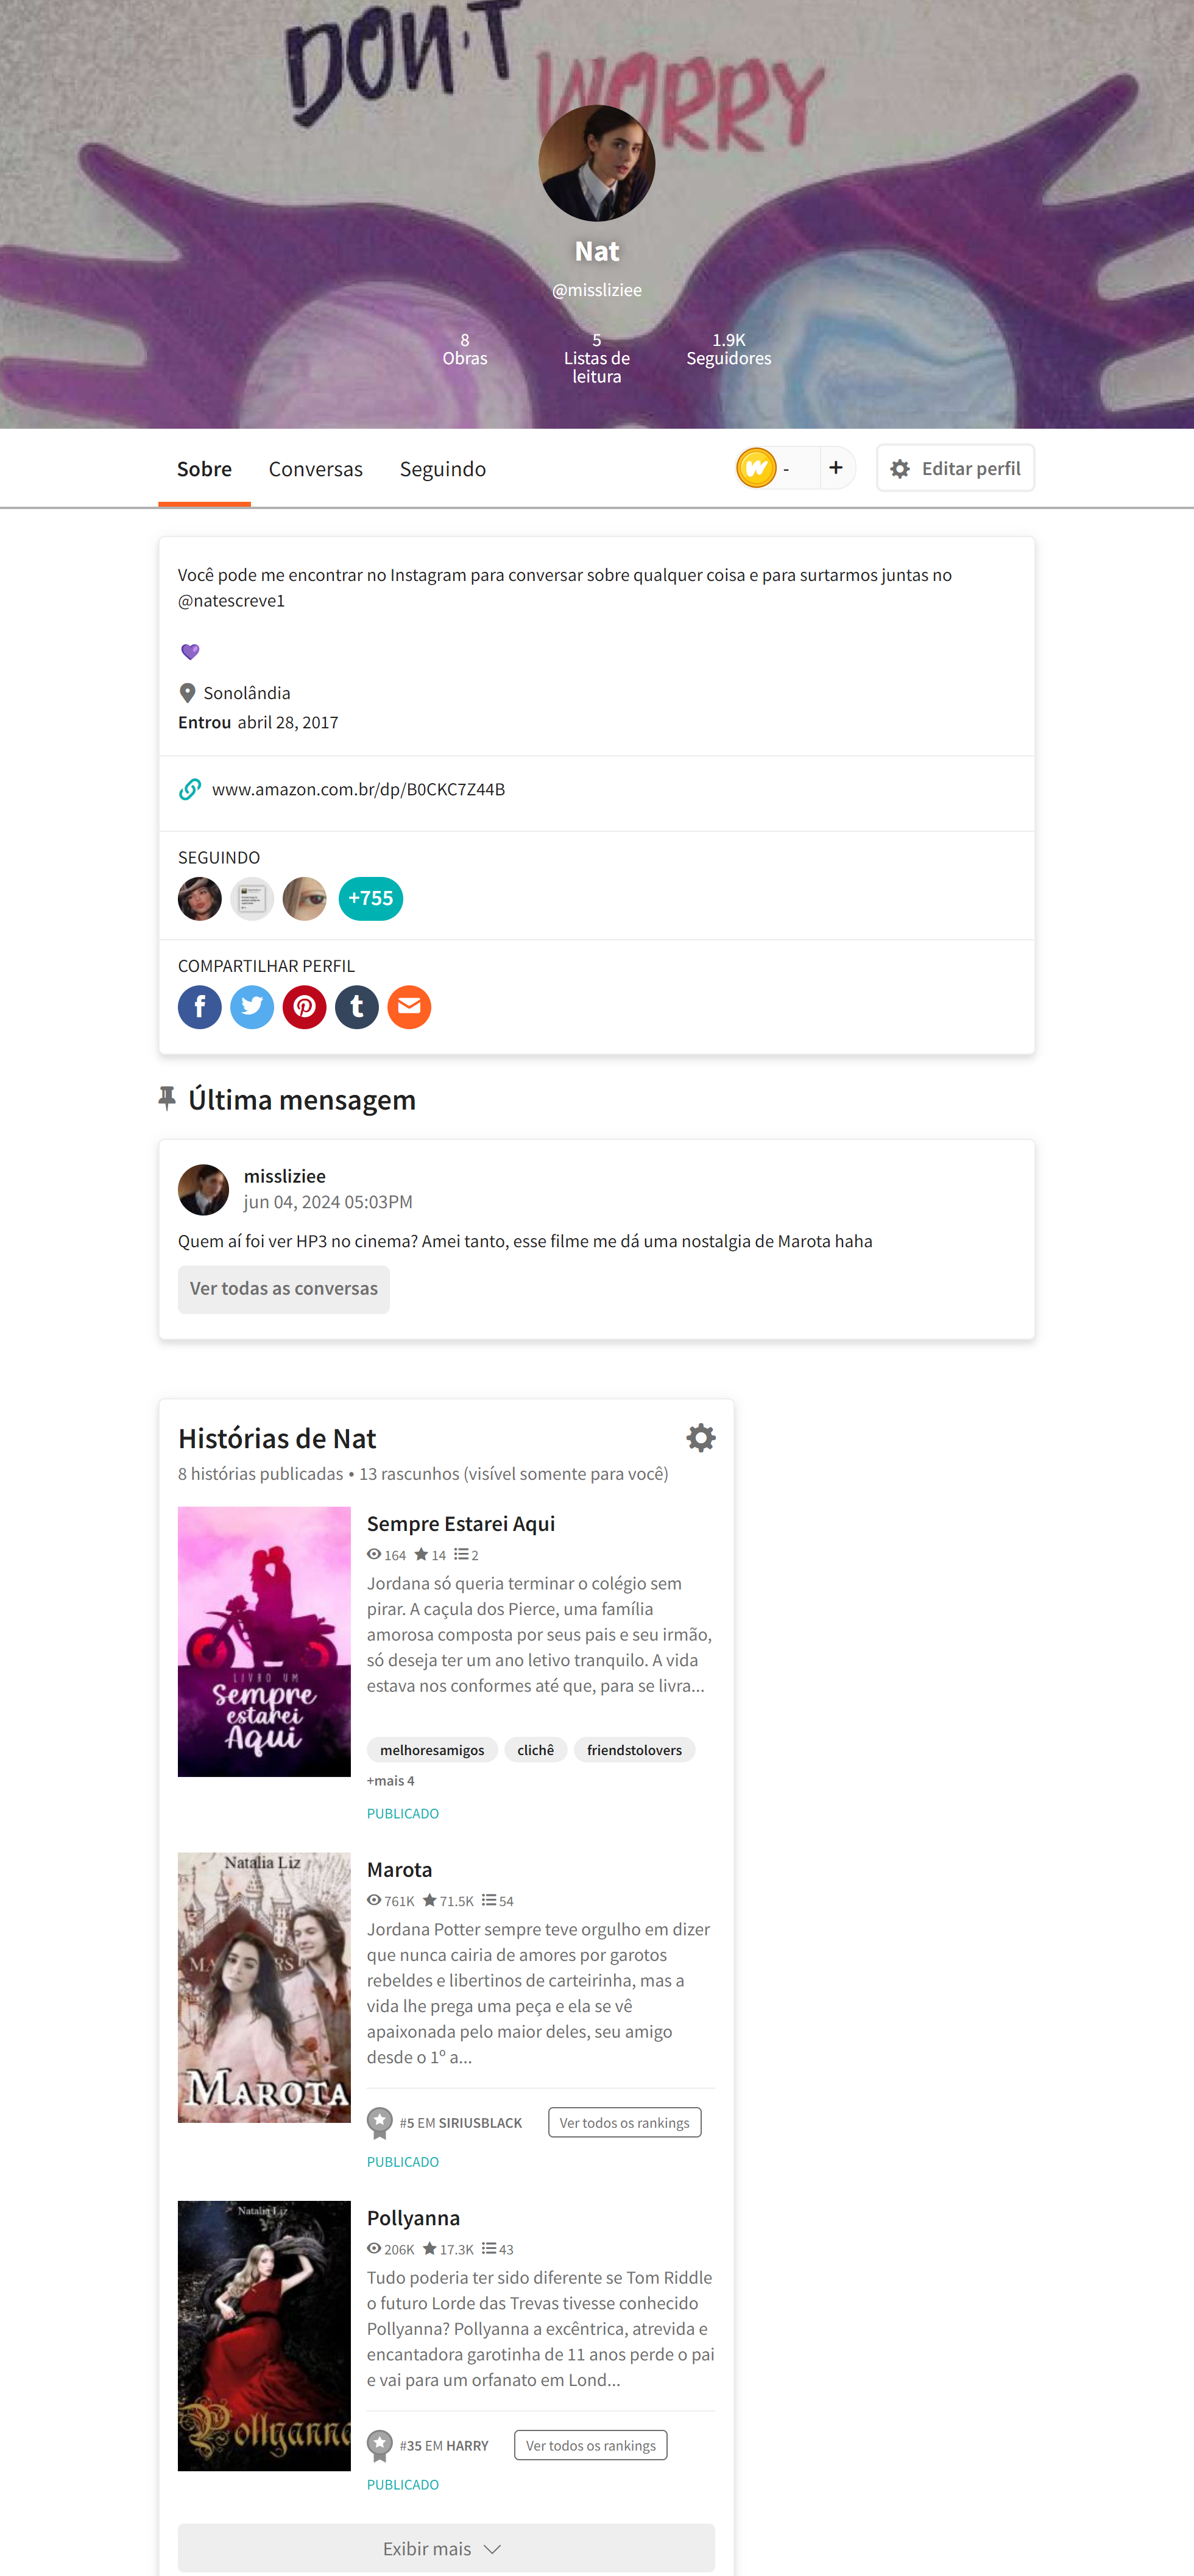 DON'T
WORRY
Nat
@missliziee
8
Obras
5
Listas de
leitura
1.9K
Seguidores
Sobre
Conversas
Seguindo
-
+
Editar perfil
Você pode me encontrar no Instagram para conversar sobre qualquer coisa e para surtarmos juntas no
@natescreve1
Sonolândia
Entrou abril 28, 2017
www.amazon.com.br/dp/B0CKC7Z44B
SEGUINDO
+755
COMPARTILHAR PERFIL
Última mensagem
missliziee
jun 04, 2024 05:03PM
Quem aí foi ver HP3 no cinema? Amei tanto, esse filme me dá uma nostalgia de Marota haha
Ver todas as conversas
Histórias de Nat
8 histórias publicadas • 13 rascunhos (visível somente para você)
LIVRO UM
Sempre
estarei
Aqui
Sempre Estarei Aqui
164 14 2
Jordana só queria terminar o colégio sem
pirar. A caçula dos Pierce, uma família
amorosa composta por seus pais e seu irmão,
só deseja ter um ano letivo tranquilo. A vida
estava nos conformes até que, para se livra...
melhoresamigos clichê friendstolovers
+mais 4
PUBLICADO
Natalia Liz
MAROTA
Marota
761K 71.5K 54
Jordana Potter sempre teve orgulho em dizer
que nunca cairia de amores por garotos
rebeldes e libertinos de carteirinha, mas a
vida lhe prega uma peça e ela se vê
apaixonada pelo maior deles, seu amigo
desde o 1º a...
#5 EM SIRIUSBLACK
Ver todos os rankings
PUBLICADO
Natalia Liz
Pollyanna
Pollyanna
206K 17.3K 43
Tudo poderia ter sido diferente se Tom Riddle
o futuro Lorde das Trevas tivesse conhecido
Pollyanna? Pollyanna a excêntrica, atrevida e
encantadora garotinha de 11 anos perde o pai
e vai para um orfanato em Lond...
#35 EM HARRY
Ver todos os rankings
PUBLICADO
Exibir mais